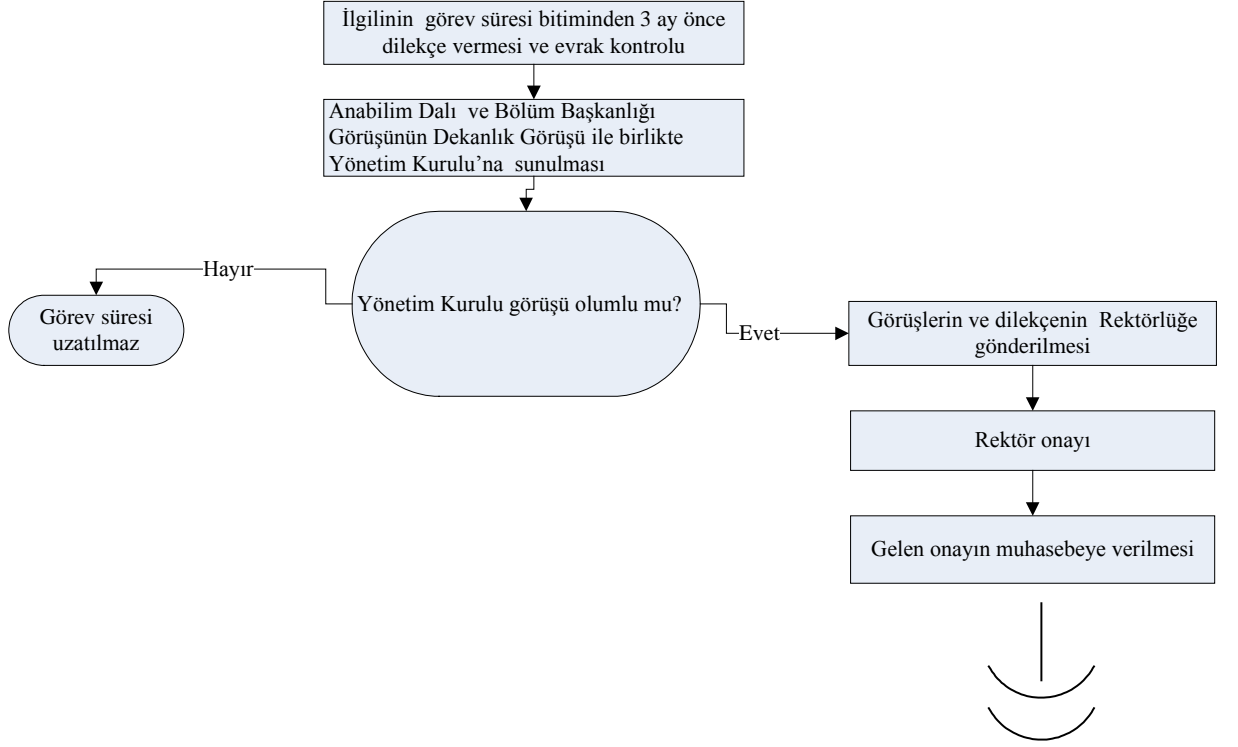 İlgilinin görev süresi bitiminden 3 ay önce
dilekçe vermesi ve evrak kontrolu
Anabilim Dalı ve Bölüm Başkanlığı
Görüşünün Dekanlık Görüşü ile birlikte
Yönetim Kurulu’na sunulması
Hayır
Görev süresi
uzatılmaz
Yönetim Kurulu görüşü olumlu mu?
Evet
Görüşlerin ve dilekçenin Rektörlüğe
gönderilmesi
Rektör onayı
Gelen onayın muhasebeye verilmesi